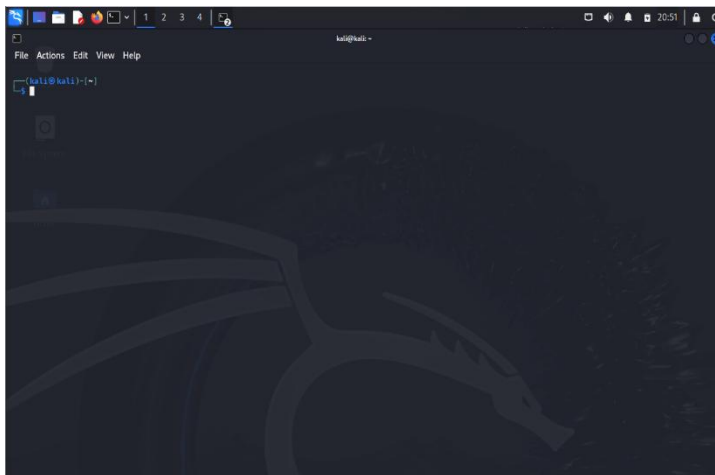 1 2 3 4
20:51
kali@kali: ~
File Actions Edit View Help
┌──(kali㉿kali)-[~]
└─$